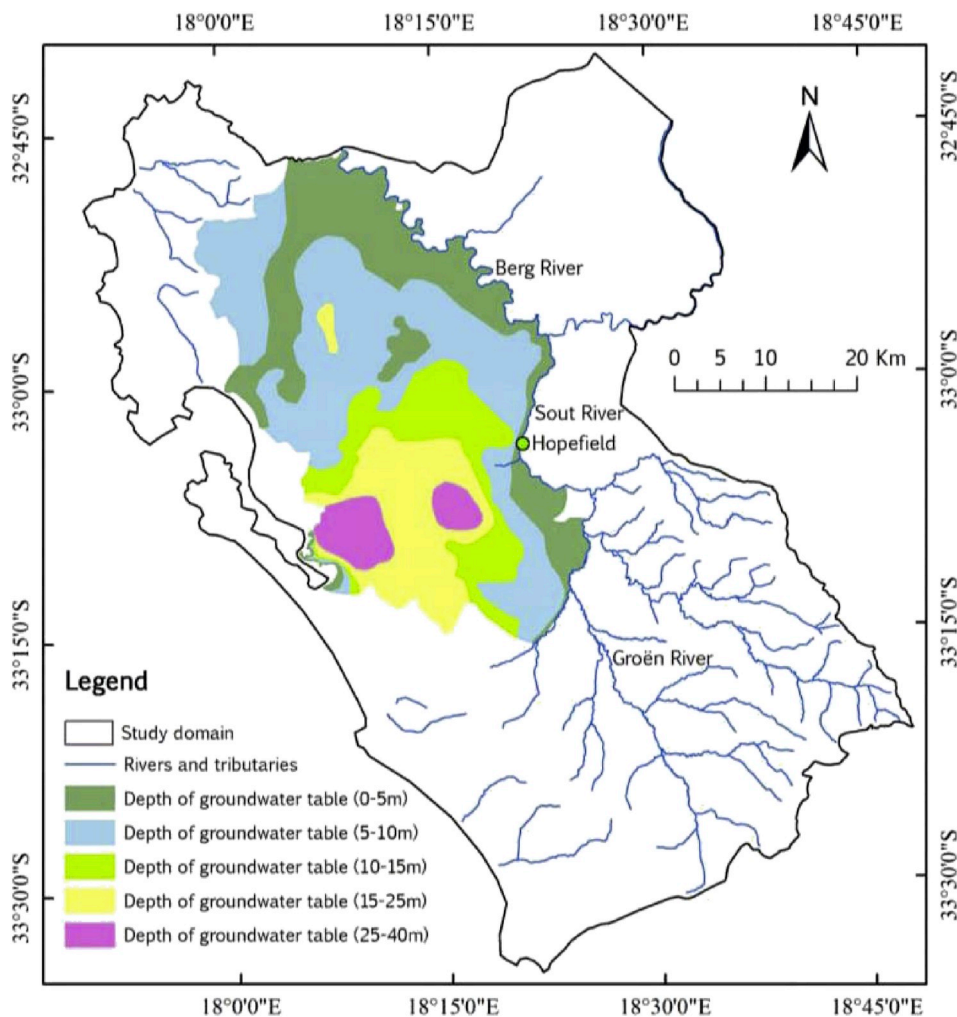 18°0'0"E 18°15'0"E 18°30'0"E 18°45'0"E
32°45'0"S
33°0'0"S
33°15'0"S
33°30'0"S
N
32°45'0"S
33°0'0"S
33°15'0"S
33°30'0"S
Berg River
0 5 10 20 Km
Sout River
Hopefield
Groën River
Legend
Study domain
Rivers and tributaries
Depth of groundwater table (0-5m)
Depth of groundwater table (5-10m)
Depth of groundwater table (10-15m)
Depth of groundwater table (15-25m)
Depth of groundwater table (25-40m)
18°0'0"E 18°15'0"E 18°30'0"E 18°45'0"E